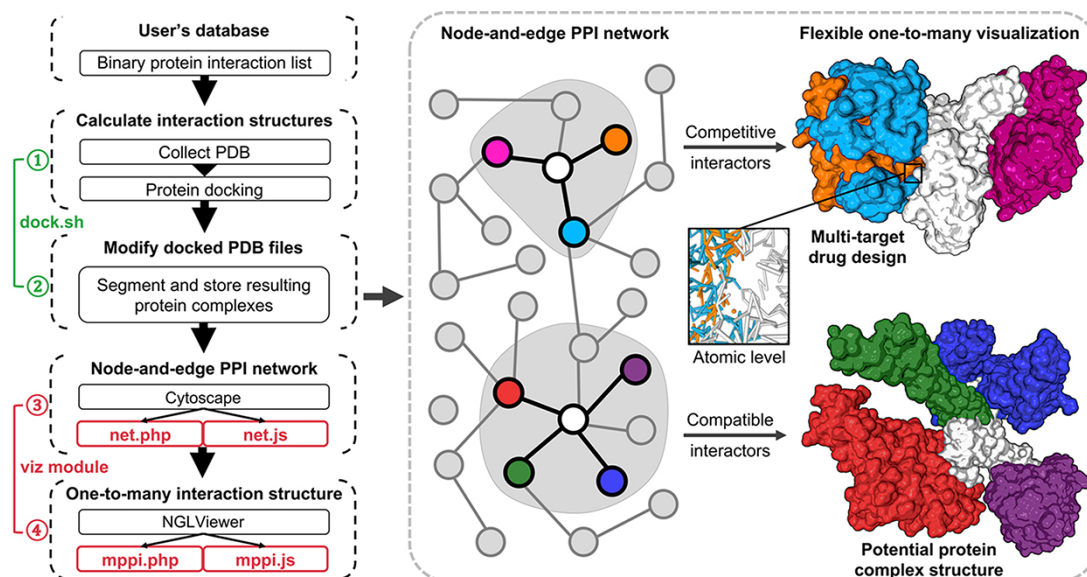 User's database
Binary protein interaction list
Calculate interaction structures
Collect PDB
Protein docking
Modify docked PDB files
Segment and store resulting
protein complexes
Node-and-edge PPI network
Cytoscape
net.php
net.js
One-to-many interaction structure
NGLViewer
mppi.php
mppi.js
1
dock.sh
2
3
viz module
4
Node-and-edge PPI network
Competitive
interactors
Compatible
interactors
Flexible one-to-many visualization
Multi-target
drug design
Atomic level
Potential protein
complex structure